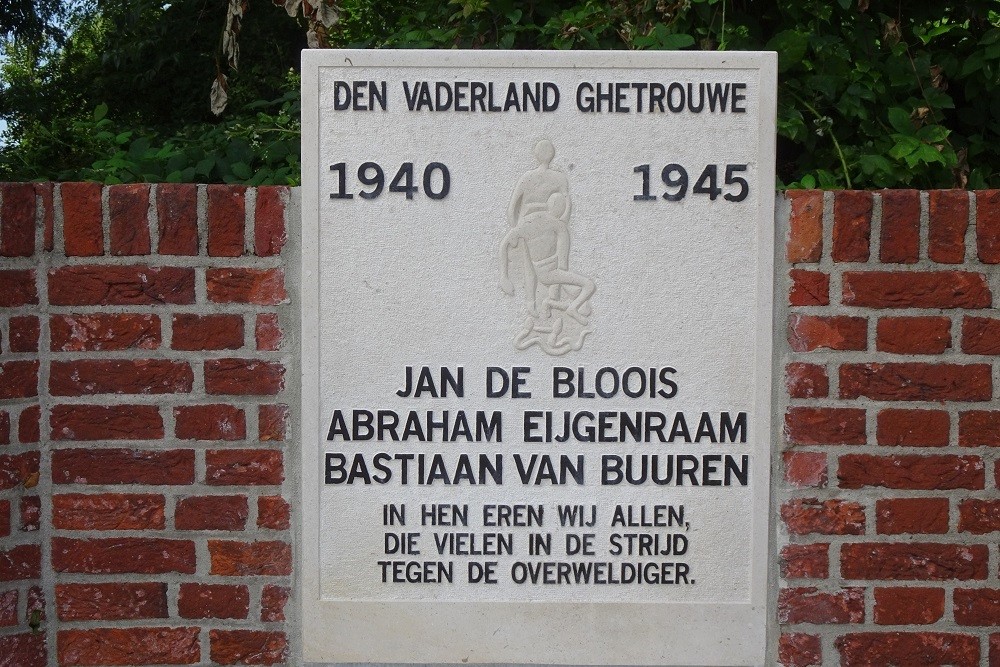 DEN VADERLAND GHETROUWE
1940 1945
JAN DE BLOOIS
ABRAHAM EIJGENRAAM
BASTIAAN VAN BUUREN
IN HEN EREN WIJ ALLEN,
DIE VIELEN IN DE STRIJD
TEGEN DE OVERWELDIGER.